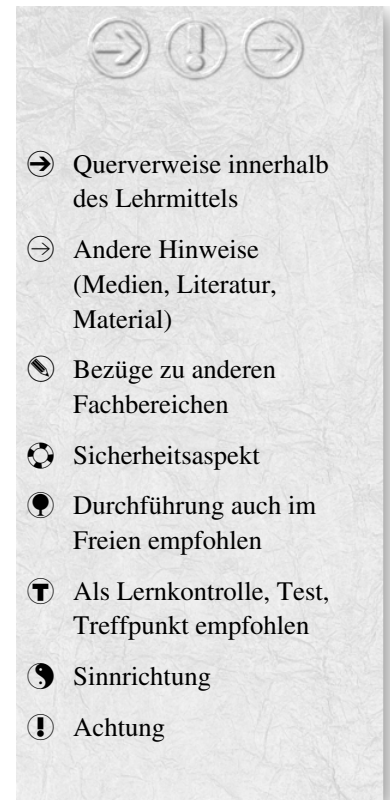 Querverweise innerhalb
des Lehrmittels
Andere Hinweise
(Medien, Literatur,
Material)
Bezüge zu anderen
Fachbereichen
Sicherheitsaspekt
Durchführung auch im
Freien empfohlen
T Als Lernkontrolle, Test,
Treffpunkt empfohlen
Sinnrichtung
! Achtung